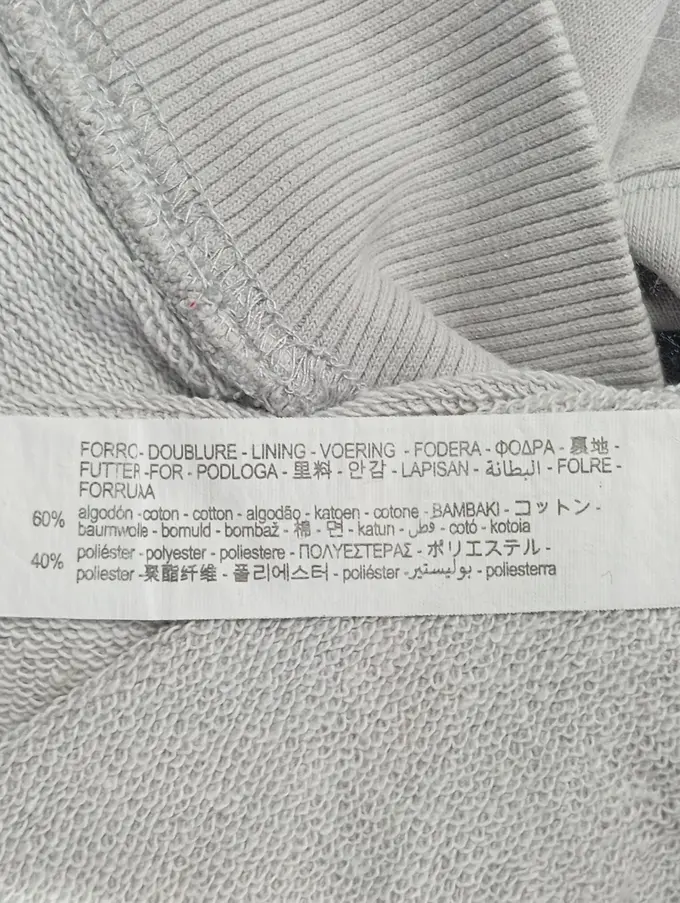 FORRO- DOUBLURE - LINING - VOERING - FODERA - ΦΟΔΡΑ - 裏地 -
FUTTER -FOR - PODLOGA - 里料 - 안감 - LAPISAN - البطانة - FOLRE -
FORRUA
60% algodón -coton - cotton - algodão - katoen - cotone - BAMBAKI - コットン -
baumwolle - bomuld - bombaž - 棉 - 면 - katun - قطن - cotó - kotoia
40% poliéster - polyester - poliestere - ΠΟΛΥΕΣΤΕΡΑΣ - ポリエステル -
poliester -聚酯纤维 - 폴리에스터 - poliéster -بوليستير - poliesterra